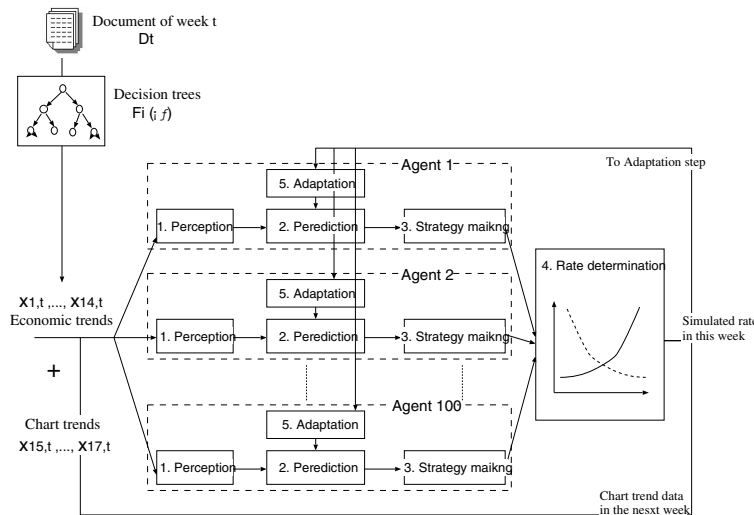 Document of week t
Dt
Decision trees
Fi (¡ f)
To Adaptation step
Agent 1
5. Adaptation
1. Perception
2. Perediction
3. Strategy maikng
Agent 2
5. Adaptation
1. Perception
2. Perediction
3. Strategy maikng
4. Rate determination
X1,t ,..., X14,t
Economic trends
+
Chart trends
X15,t ,..., X17,t
Simulated rate
in this week
Agent 100
5. Adaptation
1. Perception
2. Perediction
3. Strategy maikng
Chart trend data
in the nesxt week